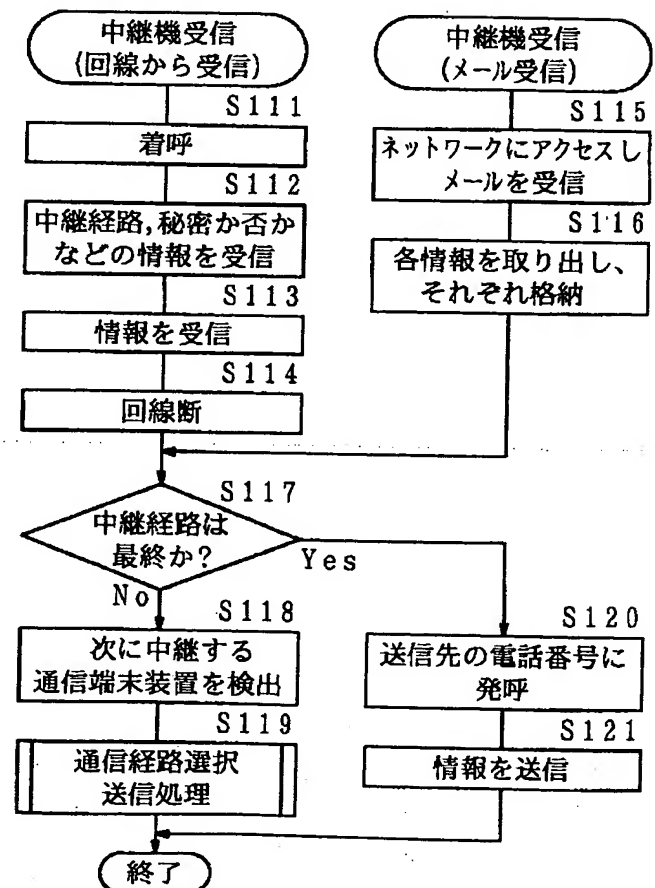 中継機受信
(回線から受信)
S111
着呼
S112
中継経路,秘密か否か
などの情報を受信
S113
情報を受信
S114
回線断
中継機受信
(メール受信)
S115
ネットワークにアクセスし
メールを受信
S116
各情報を取り出し、
それぞれ格納
S117
中継経路は
最終か?
Yes
No
S118
次に中継する
通信端末装置を検出
S119
通信経路選択
送信処理
S120
送信先の電話番号に
発呼
S121
情報を送信
終了